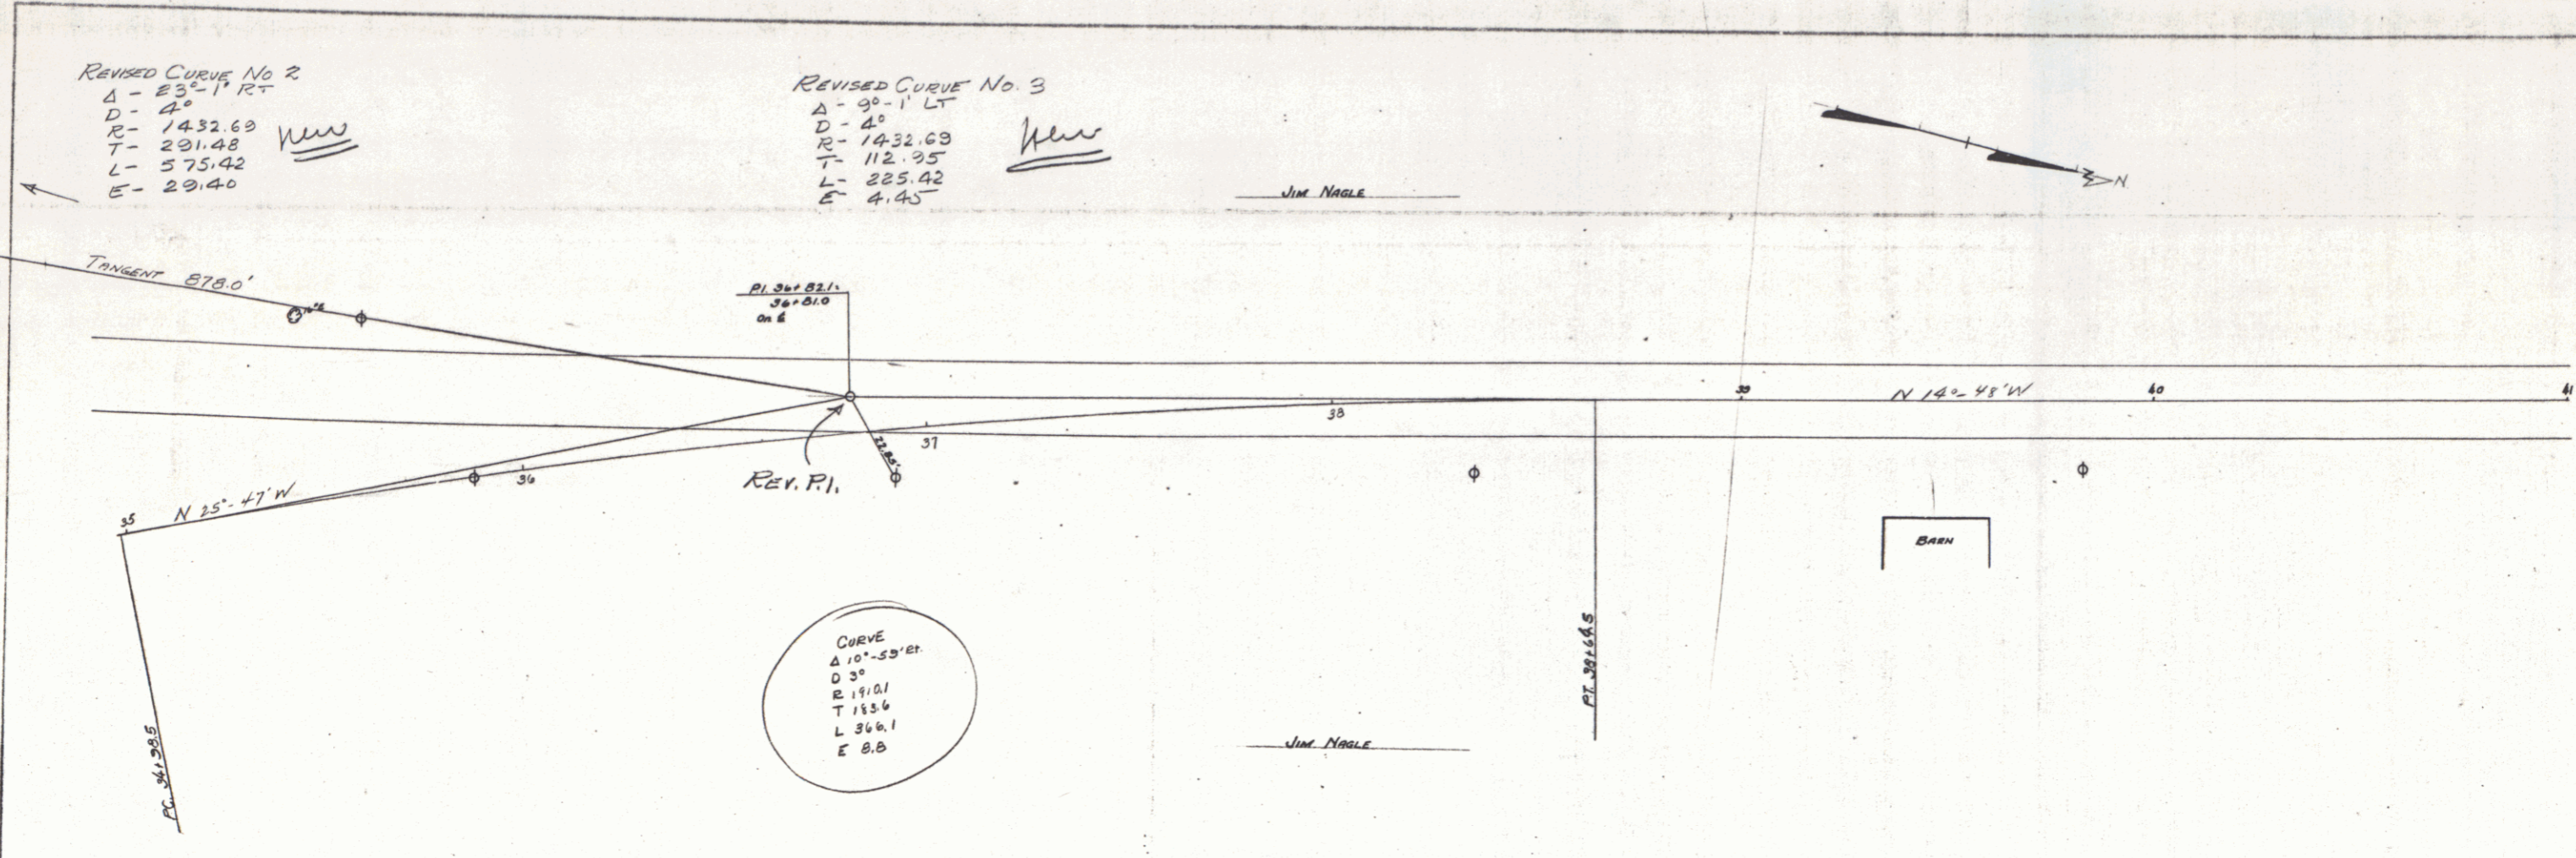 REVISED CURVE No 2
Δ - 23°-1' RT
D - 4°
R - 1432.69
T - 291.48
L - 575.42
E - 29.40
New
REVISED CURVE No. 3
Δ - 9°-1' LT
D - 4°
R - 1432.69
T - 112.95
L - 225.42
E 4.45
New
JIM NAGLE
N
TANGENT 878.0'
P.I. 36+82.1
36+81.0
On ℄
REV. P.I.
22.85'
N 25°-47' W
N 14°-48' W
35
36
37
38
39
40
41
BARN
CURVE
Δ 10°-59' Rt.
D 3°
R 1910.1
T 183.6
L 366.1
E 8.8
JIM NAGLE
P.C. 34+98.5
P.T. 38+64.5